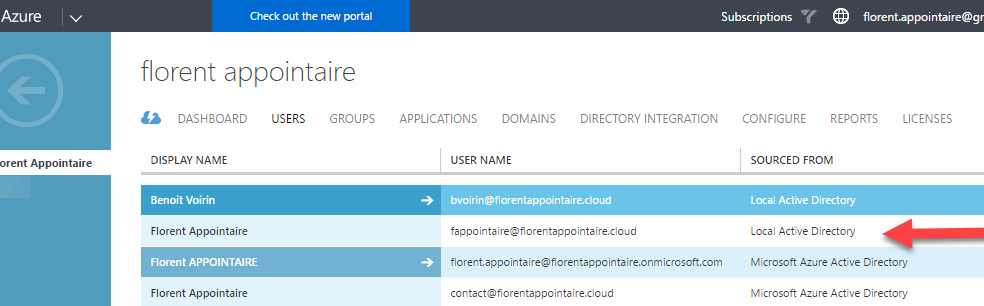 Azure Check out the new portal Subscriptions florent.appointaire@gr
florent appointaire
DASHBOARD USERS GROUPS APPLICATIONS DOMAINS DIRECTORY INTEGRATION CONFIGURE REPORTS LICENSES
orent Appointaire
DISPLAY NAME USER NAME SOURCED FROM
Benoit Voirin bvoirin@florentappointaire.cloud Local Active Directory
Florent Appointaire fappointaire@florentappointaire.cloud Local Active Directory
Florent APPOINTAIRE florent.appointaire@florentappointaire.onmicrosoft.com Microsoft Azure Active Directory
Florent Appointaire contact@florentappointaire.cloud Microsoft Azure Active Directory